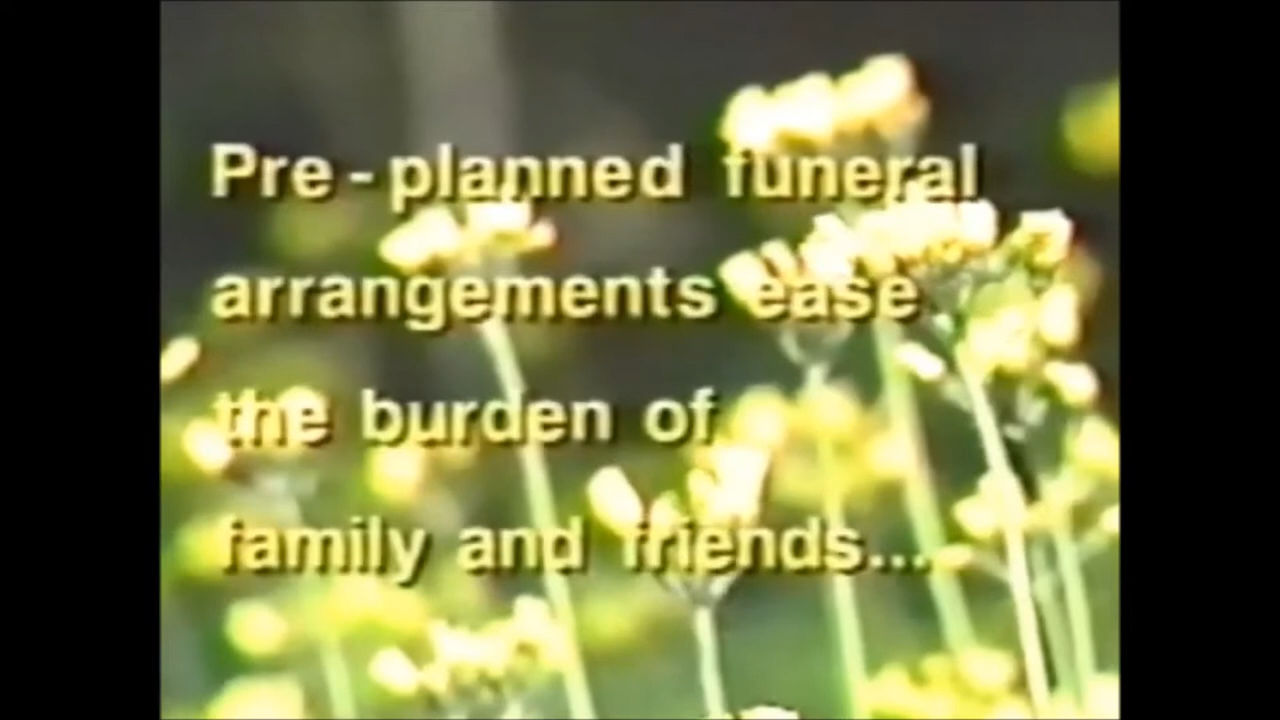 Pre-planned funeral
arrangements ease
the burden of
family and friends...